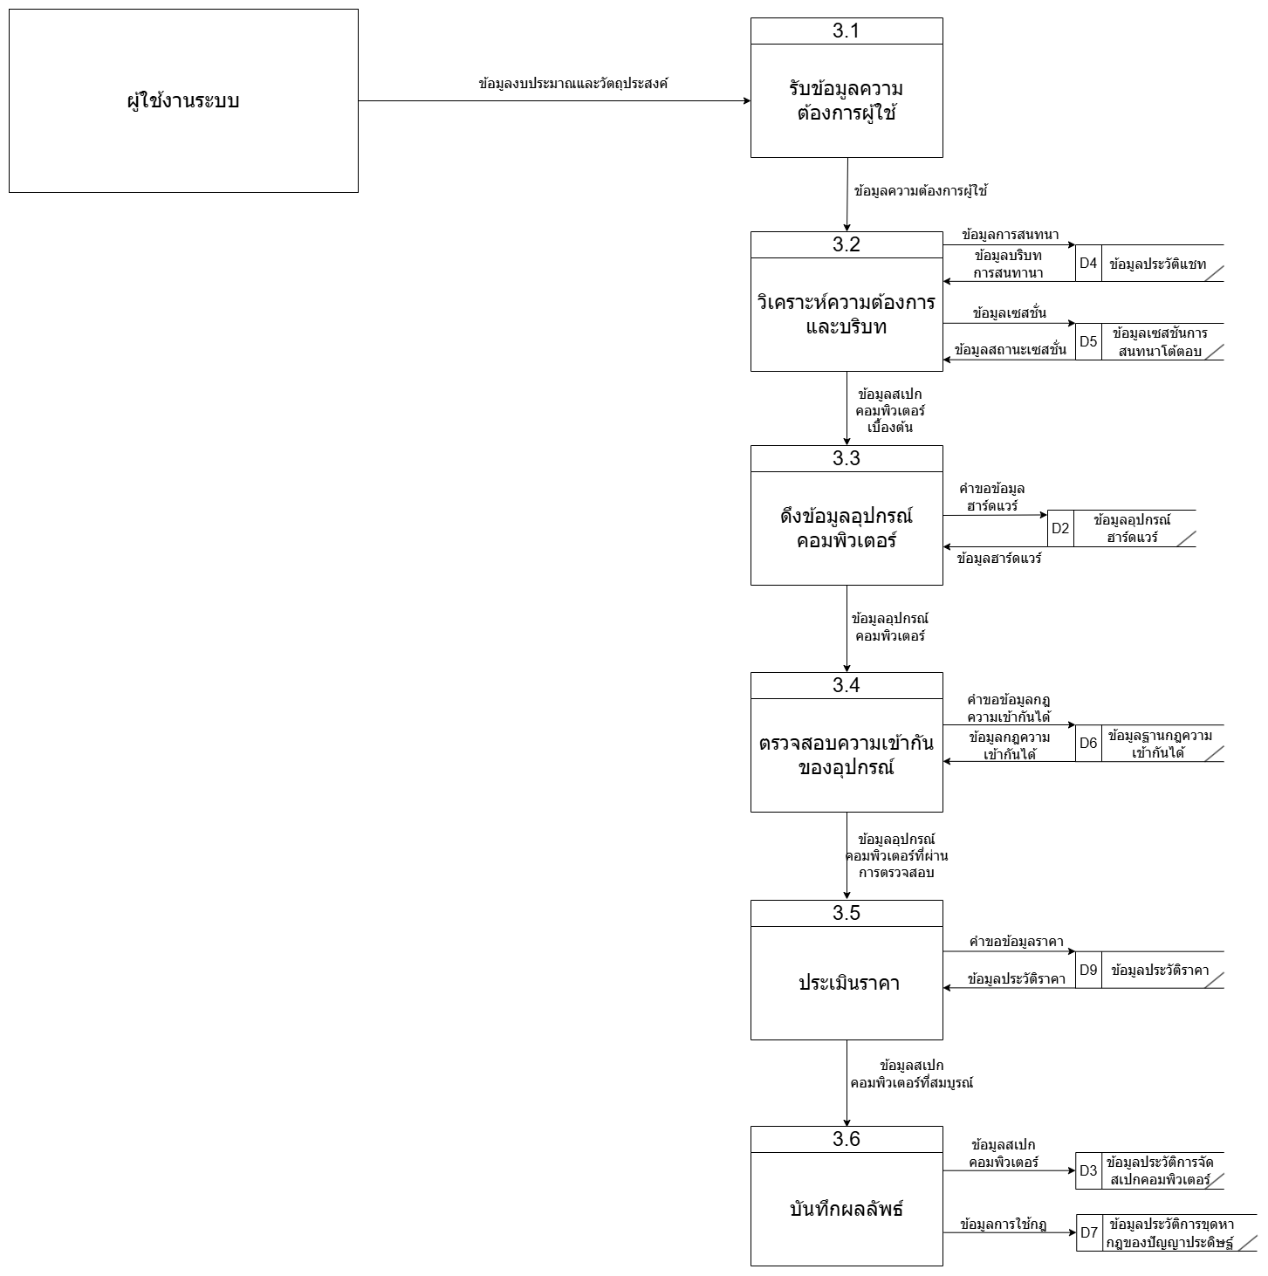 ผู้ใช้งานระบบ
ข้อมูลงบประมาณและวัตถุประสงค์
3.1
รับข้อมูลความ
ต้องการผู้ใช้
ข้อมูลความต้องการผู้ใช้
3.2
วิเคราะห์ความต้องการ
และบริบท
ข้อมูลการสนทนา
ข้อมูลบริบท
การสนทานา
D4
ข้อมูลประวัติแชท
ข้อมูลเซสชั่น
ข้อมูลสถานะเซสชั่น
D5
ข้อมูลเซสชันการ
สนทนาโต้ตอบ
ข้อมูลสเปก
คอมพิวเตอร์
เบื้องต้น
3.3
ดึงข้อมูลอุปกรณ์
คอมพิวเตอร์
คำขอข้อมูล
ฮาร์ดแวร์
ข้อมูลฮาร์ดแวร์
D2
ข้อมูลอุปกรณ์
ฮาร์ดแวร์
ข้อมูลอุปกรณ์
คอมพิวเตอร์
3.4
ตรวจสอบความเข้ากัน
ของอุปกรณ์
คำขอข้อมูลกฎ
ความเข้ากันได้
ข้อมูลกฎความ
เข้ากันได้
D6
ข้อมูลฐานกฎความ
เข้ากันได้
ข้อมูลอุปกรณ์
คอมพิวเตอร์ที่ผ่าน
การตรวจสอบ
3.5
ประเมินราคา
คำขอข้อมูลราคา
ข้อมูลประวัติราคา
D9
ข้อมูลประวัติราคา
ข้อมูลสเปก
คอมพิวเตอร์ที่สมบูรณ์
3.6
บันทึกผลลัพธ์
ข้อมูลสเปก
คอมพิวเตอร์
D3
ข้อมูลประวัติการจัด
สเปกคอมพิวเตอร์
ข้อมูลการใช้กฎ
D7
ข้อมูลประวัติการขุดหา
กฎของปัญญาประดิษฐ์